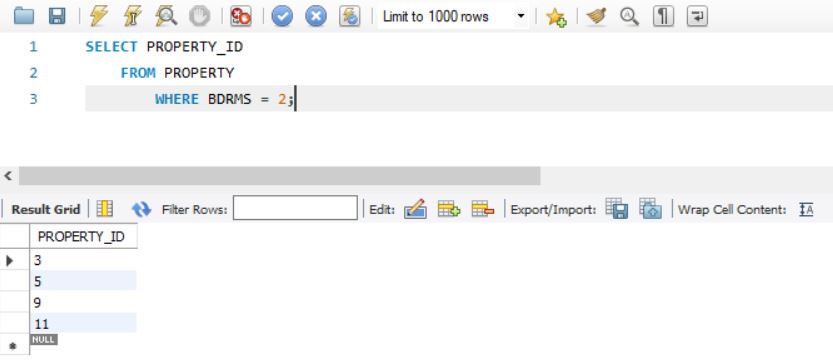 Limit to 1000 rows
1 SELECT PROPERTY_ID
2 FROM PROPERTY
3 WHERE BDRMS = 2;
Result Grid Filter Rows: Edit: Export/Import: Wrap Cell Content: IA
PROPERTY_ID
3
5
9
11
NULL